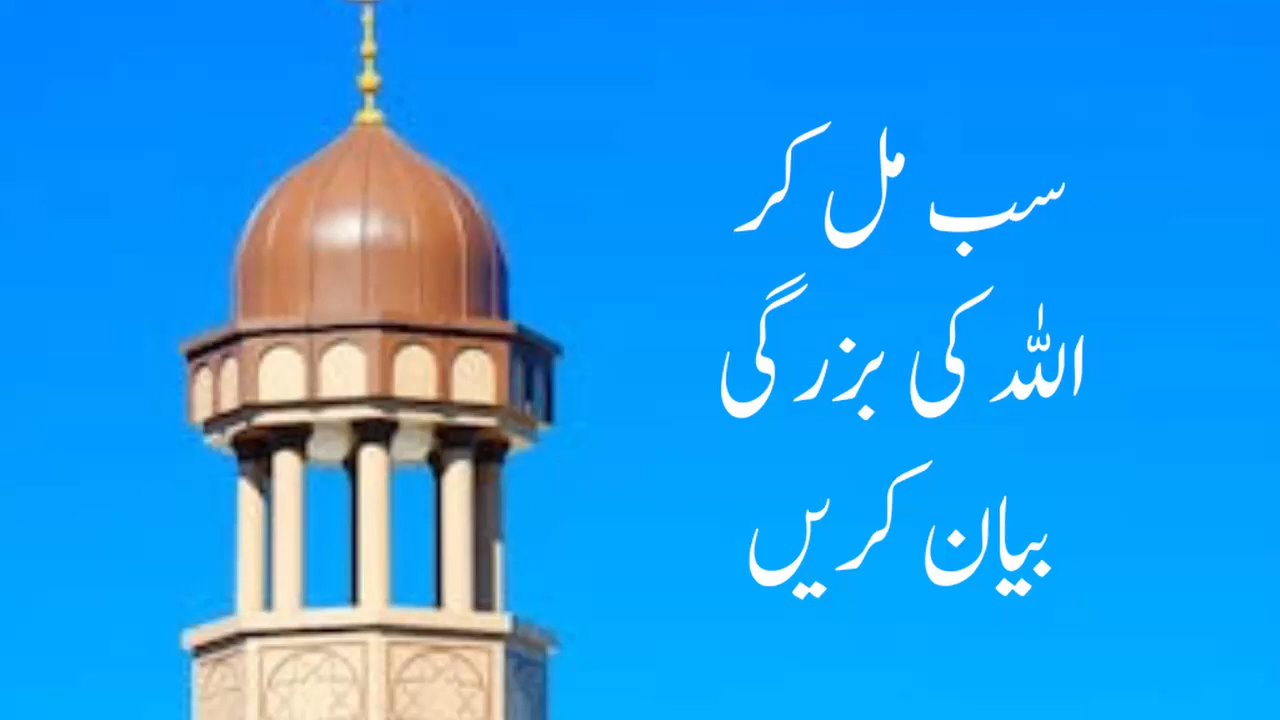 سب مل کر
اللہ کی بزرگی
بیان کریں